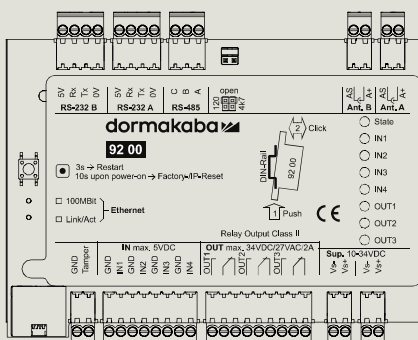 5V Rx Tx 0V 5V Rx Tx 0V C B A open AS A+ AS A+
120 4k7
RS-232 B RS-232 A RS-485 Ant. B Ant. A
dormakaba
92 00
3s → Restart
10s upon power-on → Factory-/IP-Reset
100MBit
Link/Act
Ethernet
2 Click
DIN-Rail
92 00
1 Push
CE
State
IN1
IN2
IN3
IN4
OUT1
OUT2
OUT3
Relay Output Class II
IN max. 5VDC OUT max. 34VDC/27VAC/2A Sup. 10-34VDC
GND Tamper GND IN1 GND IN2 GND IN3 GND IN4 OUT1 OUT2 OUT3 Vs- Vs+ Vs- Vs+